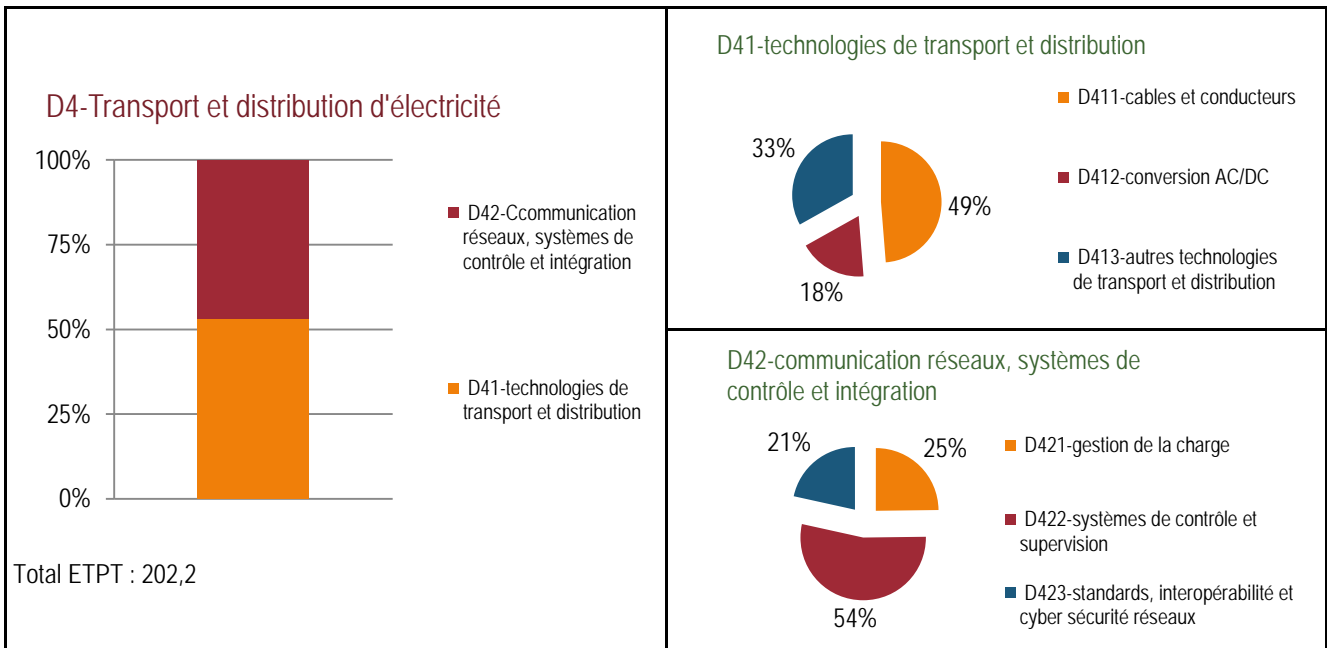 D4-Transport et distribution d'électricité
100%
75%
50%
25%
0%
D42-Ccommunication
réseaux, systèmes de
contrôle et intégration
D41-technologies de
transport et distribution
Total ETPT : 202,2
D41-technologies de transport et distribution
33%
49%
18%
D411-cables et conducteurs
D412-conversion AC/DC
D413-autres technologies
de transport et distribution
D42-communication réseaux, systèmes de
contrôle et intégration
21%
25%
54%
D421-gestion de la charge
D422-systèmes de contrôle et
supervision
D423-standards, interopérabilité et
cyber sécurité réseaux